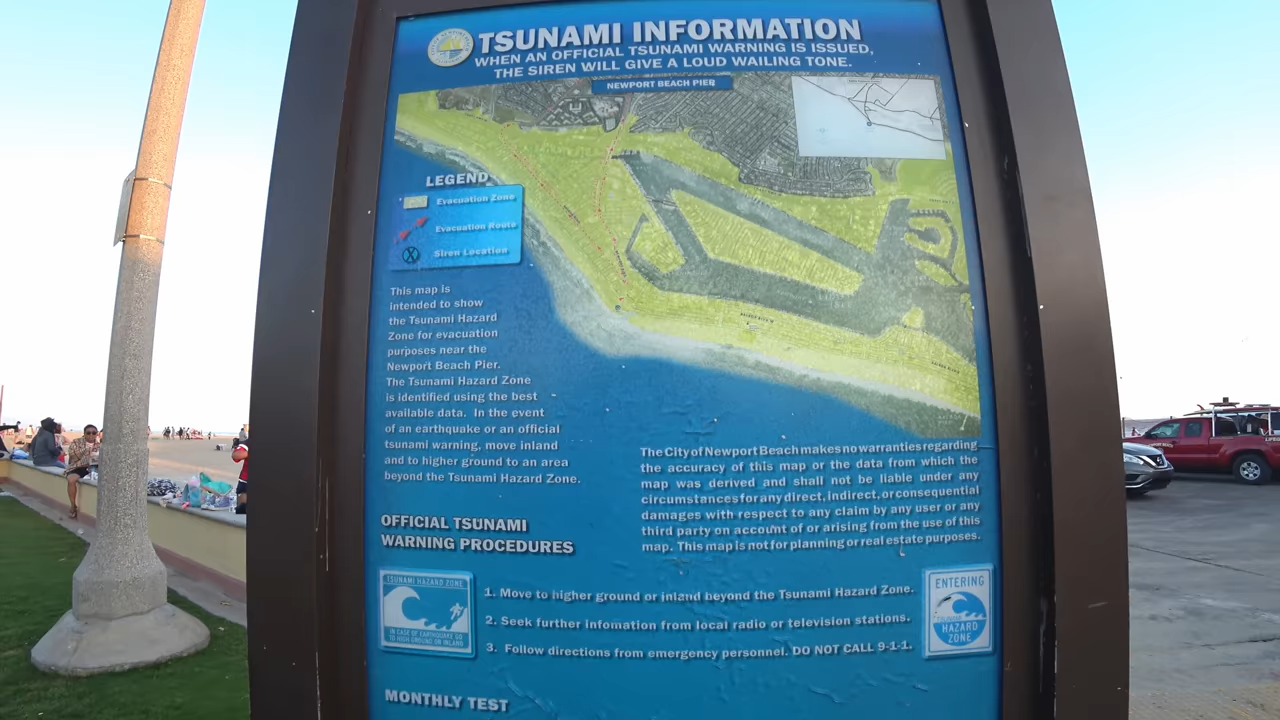 TSUNAMI INFORMATION
WHEN AN OFFICIAL TSUNAMI WARNING IS ISSUED,
THE SIREN WILL GIVE A LOUD WAILING TONE.
NEWPORT BEACH PIER
LEGEND
Evacuation Zone
Evacuation Route
Siren Location
This map is
intended to show
the Tsunami Hazard
Zone for evacuation
purposes near the
Newport Beach Pier.
The Tsunami Hazard Zone
is identified using the best
available data. In the event
of an earthquake or an official
tsunami warning, move inland
and to higher ground to an area
beyond the Tsunami Hazard Zone.
The City of Newport Beach makes no warranties regarding
the accuracy of this map or the data from which the
map was derived and shall not be liable under any
circumstances for any direct, indirect, or consequential
damages with respect to any claim by any user or any
third party on account of or arising from the use of this
map. This map is not for planning or real estate purposes.
OFFICIAL TSUNAMI
WARNING PROCEDURES
TSUNAMI HAZARD ZONE
IN CASE OF EARTHQUAKE GO
TO HIGH GROUND OR INLAND
1. Move to higher ground or inland beyond the Tsunami Hazard Zone.
2. Seek further infomation from local radio or television stations.
3. Follow directions from emergency personnel. DO NOT CALL 9-1-1.
ENTERING
TSUNAMI
HAZARD
ZONE
MONTHLY TEST